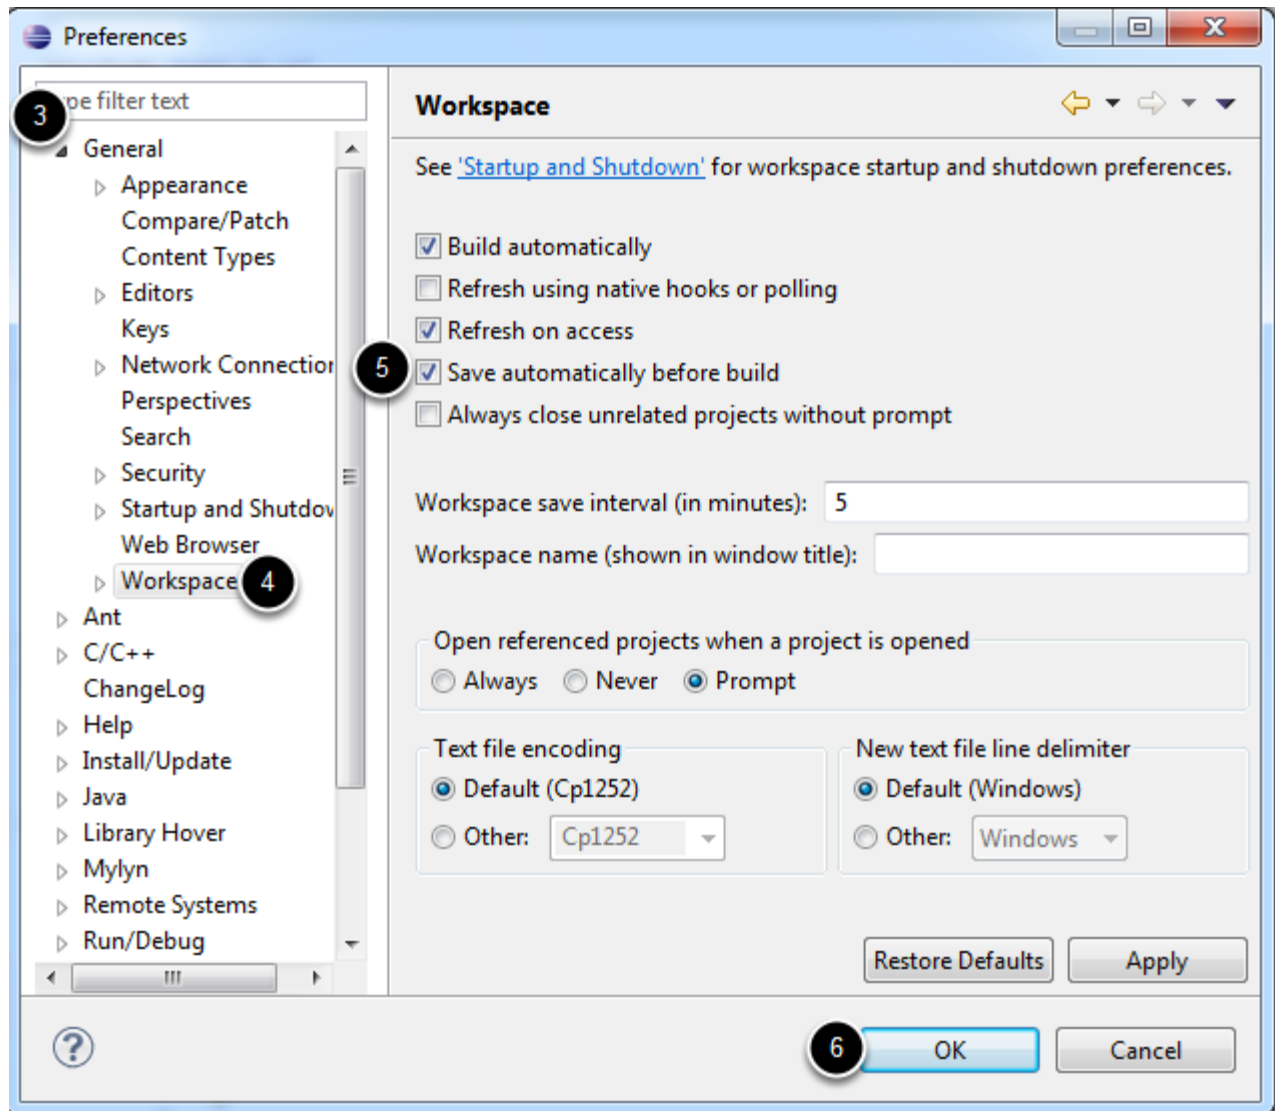 Preferences
type filter text
3
General
Appearance
Compare/Patch
Content Types
Editors
Keys
Network Connection
Perspectives
Search
Security
Startup and Shutdow
Web Browser
Workspace
4
Ant
C/C++
ChangeLog
Help
Install/Update
Java
Library Hover
Mylyn
Remote Systems
Run/Debug
Workspace
See 'Startup and Shutdown' for workspace startup and shutdown preferences.
Build automatically
Refresh using native hooks or polling
Refresh on access
5
Save automatically before build
Always close unrelated projects without prompt
Workspace save interval (in minutes): 5
Workspace name (shown in window title):
Open referenced projects when a project is opened
Always Never Prompt
Text file encoding
Default (Cp1252)
Other: Cp1252
New text file line delimiter
Default (Windows)
Other: Windows
Restore Defaults Apply
?
6
OK Cancel